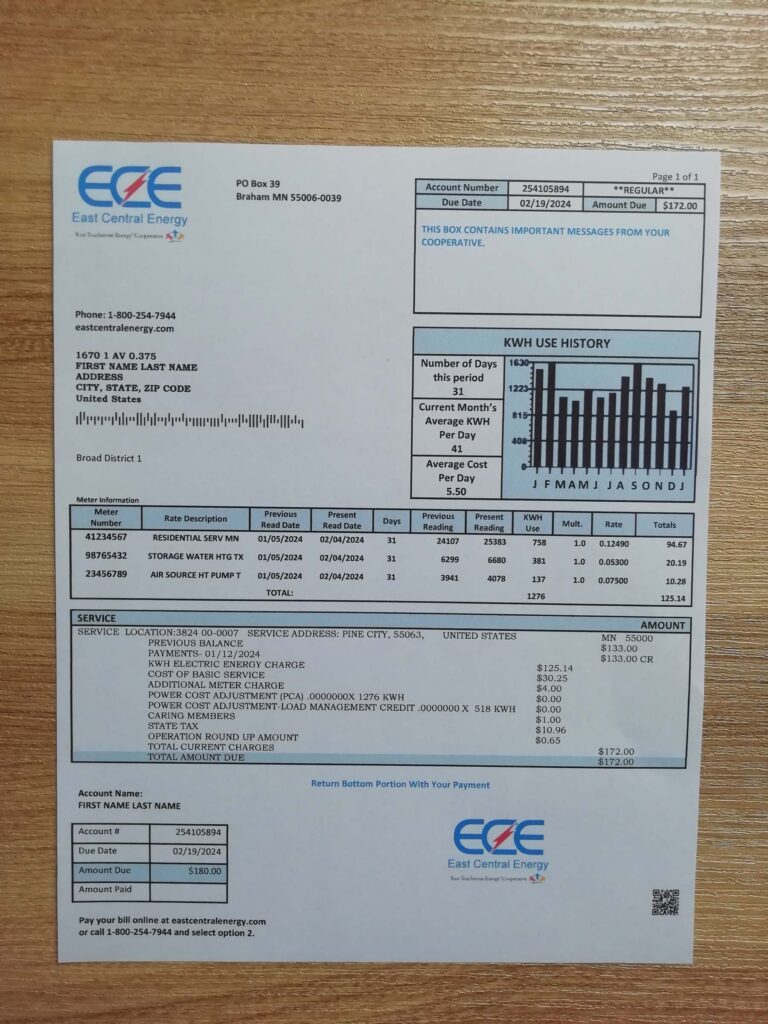 ECE
East Central Energy
Your Touchstone Energy® Cooperative
PO Box 39
Braham MN 55006-0039
Page 1 of 1
Account Number 254105894 **REGULAR**
Due Date 02/19/2024 Amount Due $172.00
THIS BOX CONTAINS IMPORTANT MESSAGES FROM YOUR
COOPERATIVE.
Phone: 1-800-254-7944
eastcentralenergy.com
1670 1 AV 0.375
FIRST NAME LAST NAME
ADDRESS
CITY, STATE, ZIP CODE
United States
Broad District 1
KWH USE HISTORY
Number of Days
this period
31
Current Month's
Average KWH
Per Day
41
Average Cost
Per Day
5.50
1630
1223
815
408
0
J F M A M J J A S O N D J
Meter Information
Meter Number Rate Description Previous Read Date Present Read Date Days Previous Reading Present Reading KWH Use Mult. Rate Totals
41234567 RESIDENTIAL SERV MN 01/05/2024 02/04/2024 31 24107 25383 758 1.0 0.12490 94.67
98765432 STORAGE WATER HTG TX 01/05/2024 02/04/2024 31 6299 6680 381 1.0 0.05300 20.19
23456789 AIR SOURCE HT PUMP T 01/05/2024 02/04/2024 31 3941 4078 137 1.0 0.07500 10.28
TOTAL: 1276 125.14
SERVICE AMOUNT
SERVICE LOCATION:3824 00-0007 SERVICE ADDRESS: PINE CITY, 55063, UNITED STATES MN 55000
PREVIOUS BALANCE $133.00
PAYMENTS- 01/12/2024 $133.00 CR
KWH ELECTRIC ENERGY CHARGE $125.14
COST OF BASIC SERVICE $30.25
ADDITIONAL METER CHARGE $4.00
POWER COST ADJUSTMENT (PCA) .0000000X 1276 KWH $0.00
POWER COST ADJUSTMENT-LOAD MANAGEMENT CREDIT .0000000 X 518 KWH $0.00
CARING MEMBERS $1.00
STATE TAX $10.96
OPERATION ROUND UP AMOUNT $0.65
TOTAL CURRENT CHARGES $172.00
TOTAL AMOUNT DUE $172.00
Return Bottom Portion With Your Payment
Account Name:
FIRST NAME LAST NAME
Account # 254105894
Due Date 02/19/2024
Amount Due $180.00
Amount Paid
ECE
East Central Energy
Your Touchstone Energy® Cooperative
Pay your bill online at eastcentralenergy.com
or call 1-800-254-7944 and select option 2.